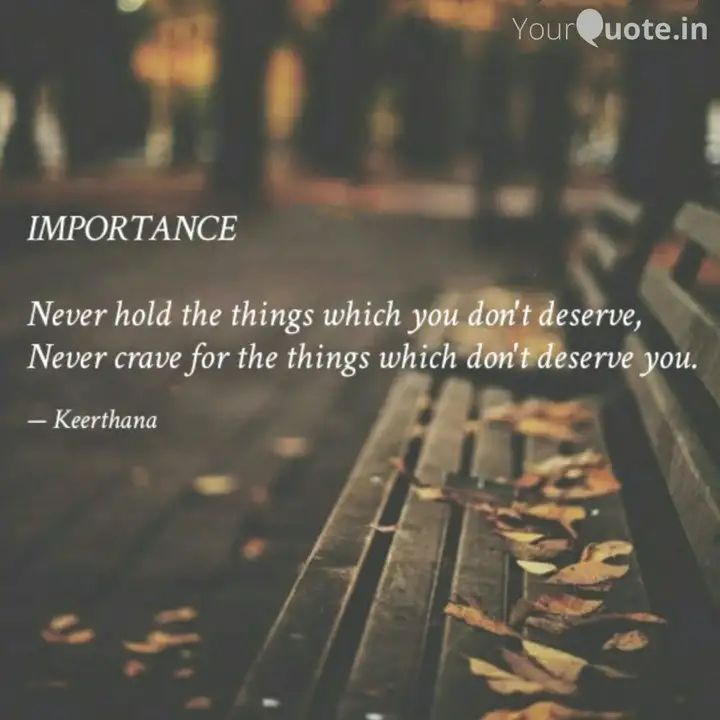 YourQuote.in
IMPORTANCE
Never hold the things which you don't deserve,
Never crave for the things which don't deserve you.
— Keerthana